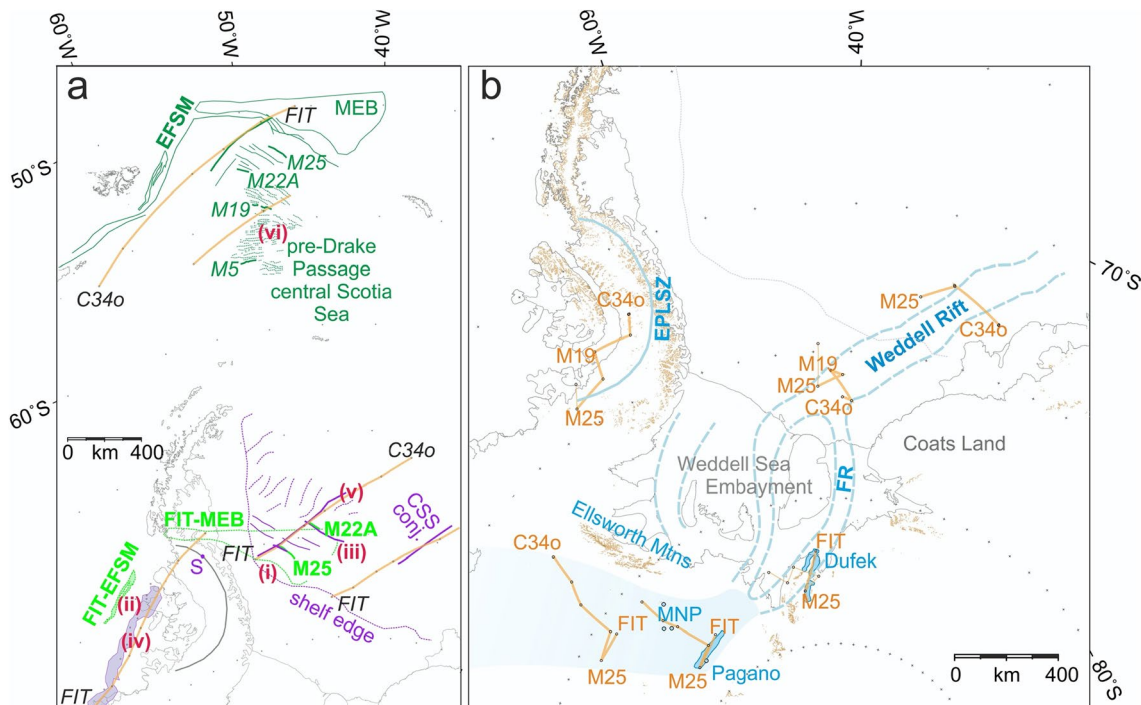 60°W
50°W
40°W
a
MEB
FIT
EFSM
M25
M22A
M19
(vi)
pre-Drake
Passage
central Scotia
Sea
M5
C34o
50°S
60°S
0 km 400
C34o
(v)
CSS
conj.
FIT-MEB
M22A
(iii)
FIT
M25
(i)
S
FIT-EFSM
(ii)
FIT
shelf edge
(iv)
FIT
60°W
40°W
b
70°S
80°S
C34o
EPLSZ
M19
M25
M25
Weddell Rift
C34o
M19
M25
C34o
Coats Land
Weddell Sea
Embayment
FR
Ellsworth Mtns
C34o
FIT
Dufek
M25
MNP
FIT
FIT
M25
M25
Pagano
0 km 400